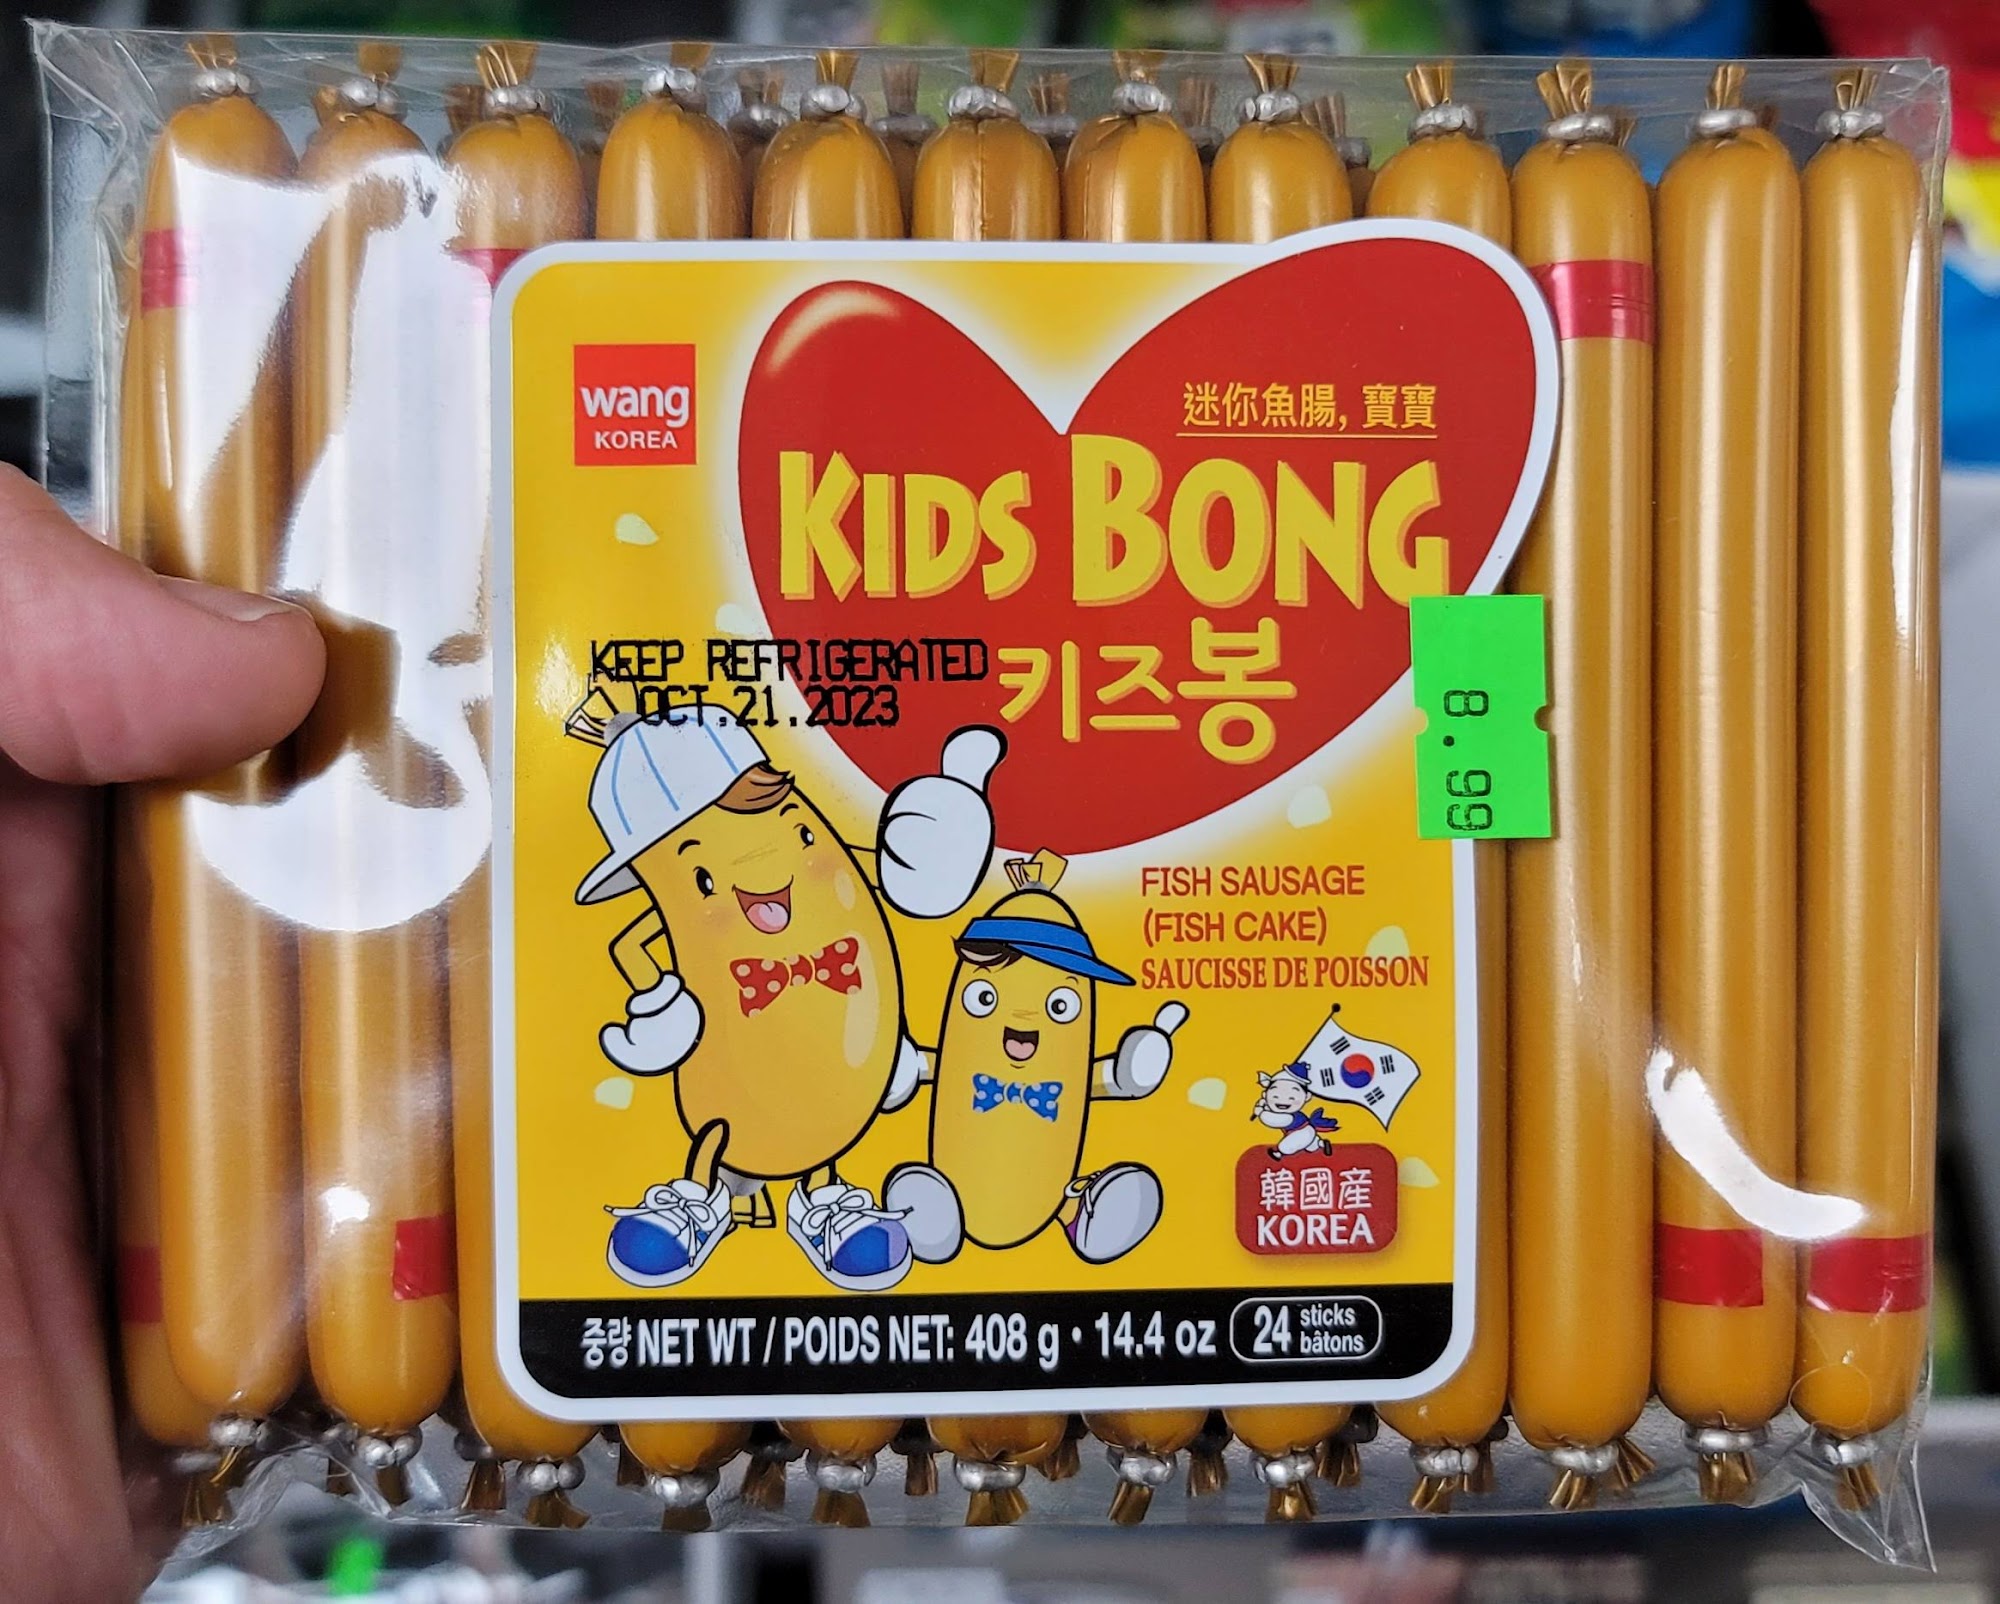 wang
KOREA
迷你魚腸, 寶寶
KIDS BONG
키즈봉
KEEP REFRIGERATED
OCT.21.2023
8.99
FISH SAUSAGE
(FISH CAKE)
SAUCISSE DE POISSON
韓國産
KOREA
중량 NET WT / POIDS NET: 408 g • 14.4 oz 24 sticks
bâtons